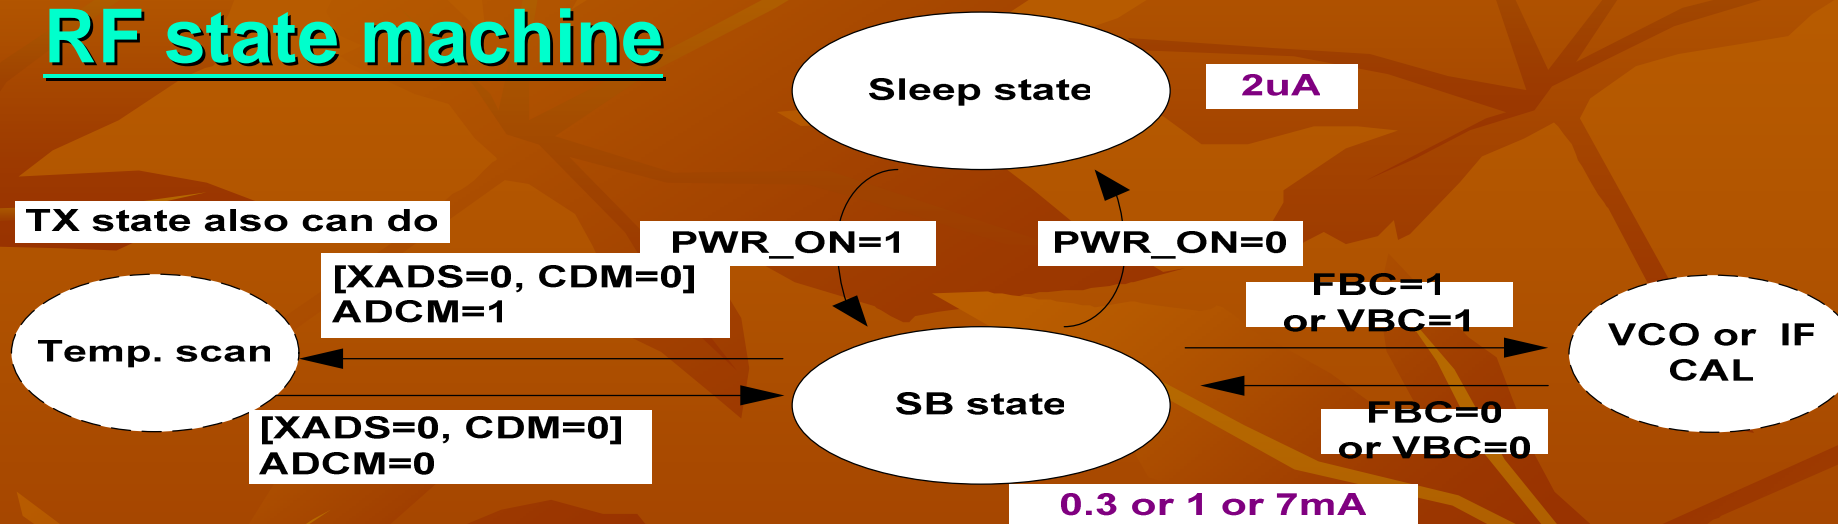 RF state machine
Sleep state
2uA
TX state also can do
PWR_ON=1
PWR_ON=0
[XADS=0, CDM=0]
ADCM=1
FBC=1
or VBC=1
Temp. scan
VCO or IF
CAL
SB state
[XADS=0, CDM=0]
ADCM=0
FBC=0
or VBC=0
0.3 or 1 or 7mA